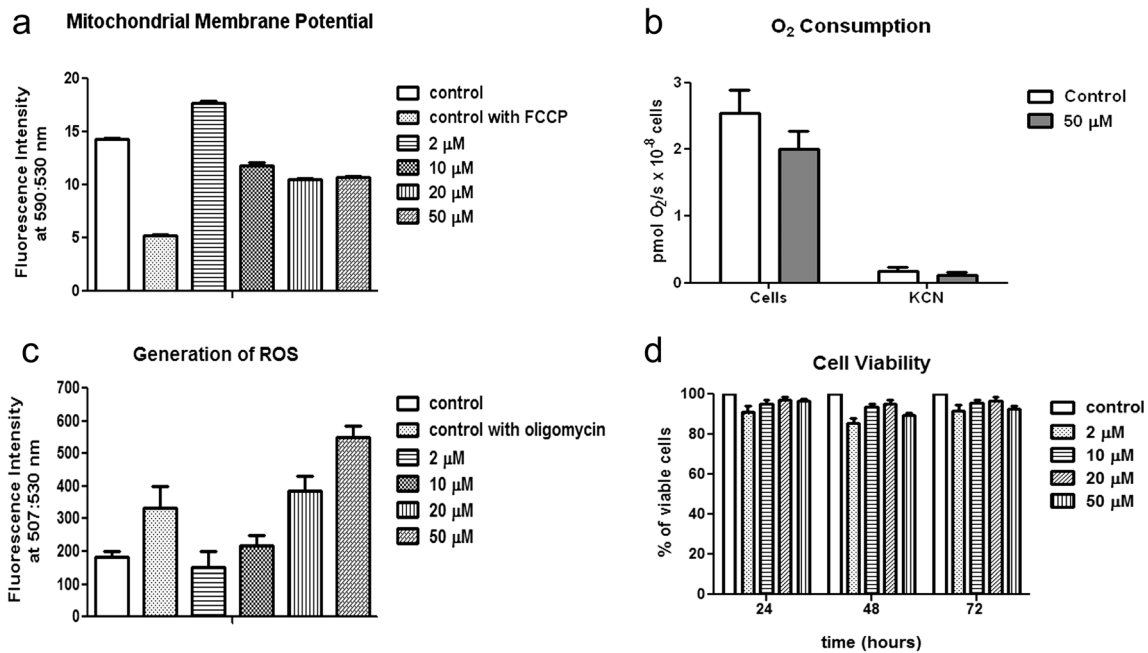 a
Mitochondrial Membrane Potential
Fluorescence Intensity
at 590:530 nm
20
15
10
5
0
control
control with FCCP
2 µM
10 µM
20 µM
50 µM
b
O₂ Consumption
pmol O₂/s x 10⁻⁸ cells
3
2
1
0
Cells
KCN
Control
50 µM
c
Generation of ROS
Fluorescence Intensity
at 507:530 nm
700
600
500
400
300
200
100
0
control
control with oligomycin
2 µM
10 µM
20 µM
50 µM
d
Cell Viability
% of viable cells
100
80
60
40
20
0
24
48
72
time (hours)
control
2 µM
10 µM
20 µM
50 µM